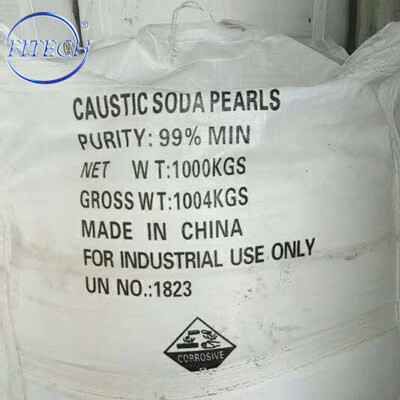 FITECH
®
CAUSTIC SODA PEARLS
PURITY: 99% MIN
NET WT:1000KGS
GROSS WT:1004KGS
MADE IN CHINA
FOR INDUSTRIAL USE ONLY
UN NO.:1823
CORROSIVE
8